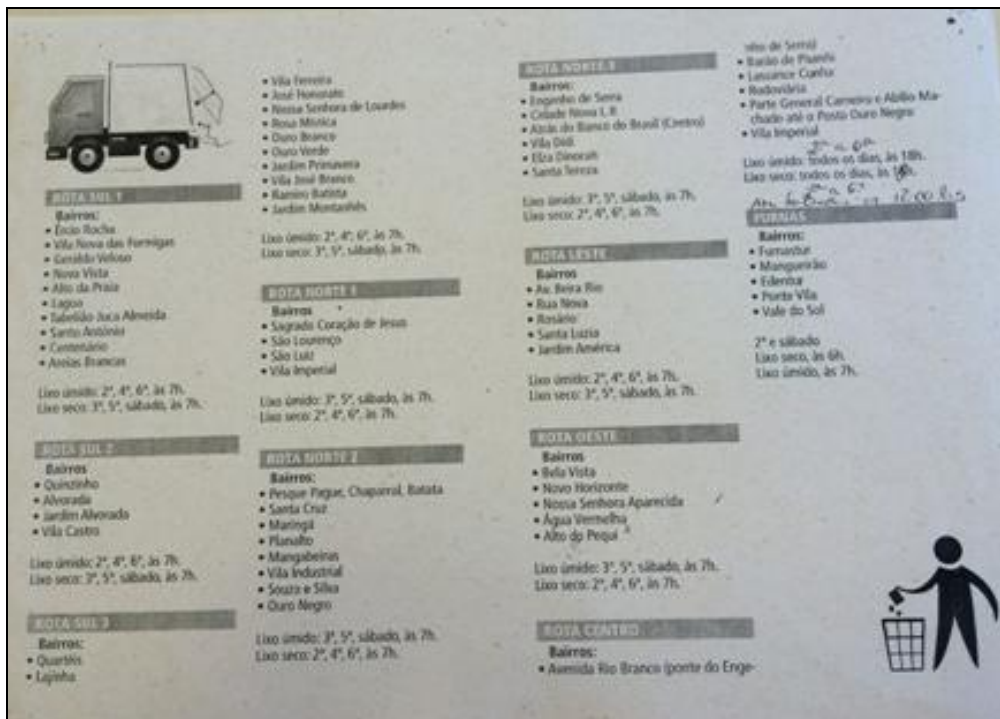 ROTA SUL 1
Bairros:
• Ércio Rocha
• Vila Nova das Formigas
• Geraldo Veloso
• Nova Vista
• Alto da Praia
• Lagoa
• Tabelião Juca Almeida
• Santo Antônio
• Centenário
• Areias Brancas
Lixo úmido: 2ª, 4ª, 6ª, às 7h.
Lixo seco: 3ª, 5ª, sábado, às 7h.
ROTA SUL 2
Bairros
• Quinzinho
• Alvorada
• Jardim Alvorada
• Vila Castro
Lixo úmido: 2ª, 4ª, 6ª, às 7h.
Lixo seco: 3ª, 5ª, sábado, às 7h.
ROTA SUL 3
Bairros:
• Quartéis
• Lajinha
• Vila Ferreira
• José Honorato
• Nossa Senhora de Lourdes
• Rosa Mística
• Ouro Branco
• Ouro Verde
• Jardim Primavera
• Vila José Branco
• Ramiro Batista
• Jardim Montanhês
Lixo úmido: 2ª, 4ª, 6ª, às 7h.
Lixo seco: 3ª, 5ª, sábado, às 7h.
ROTA NORTE 1
Bairros
• Sagrado Coração de Jesus
• São Lourenço
• São Luiz
• Vila Imperial
Lixo úmido: 3ª, 5ª, sábado, às 7h.
Lixo seco: 2ª, 4ª, 6ª, às 7h.
ROTA NORTE 2
Bairros:
• Pesque Pague, Chaparral, Batata
• Santa Cruz
• Maringá
• Planalto
• Mangabeiras
• Vila Industrial
• Souza e Silva
• Ouro Negro
Lixo úmido: 3ª, 5ª, sábado, às 7h.
Lixo seco: 2ª, 4ª, 6ª, às 7h.
ROTA NORTE 3
Bairros:
• Engenho de Serra
• Cidade Nova I, II
• Atrás do Banco do Brasil (Centro)
• Vila Didi
• Elza Dinorah
• Santa Tereza
Lixo úmido: 3ª, 5ª, sábado, às 7h.
Lixo seco: 2ª, 4ª, 6ª, às 7h.
ROTA LESTE
Bairros
• Av. Beira Rio
• Rua Nova
• Rosário
• Santa Luzia
• Jardim América
Lixo úmido: 2ª, 4ª, 6ª, às 7h.
Lixo seco: 3ª, 5ª, sábado, às 7h.
ROTA OESTE
Bairros
• Bela Vista
• Novo Horizonte
• Nossa Senhora Aparecida
• Água Vermelha
• Alto do Pequi
Lixo úmido: 3ª, 5ª, sábado, às 7h.
Lixo seco: 2ª, 4ª, 6ª, às 7h.
ROTA CENTRO
Bairros:
• Avenida Rio Branco (ponte do Enge-
nho de Serra)
• Barão de Piumhi
• Lassance Cunha
• Rodoviária
• Parte General Carneiro e Abílio Ma-
chado até o Posto Ouro Negro
• Vila Imperial
2ª a 6ª
Lixo úmido: todos os dias, às 18h.
Lixo seco: todos os dias, às
2ª a 6ª
FURNAS
Bairros:
• Furnastur
• Mangueirão
• Edentur
• Ponte Vila
• Vale do Sol
2ª e sábado
Lixo seco, às 6h.
Lixo úmido, às 7h.